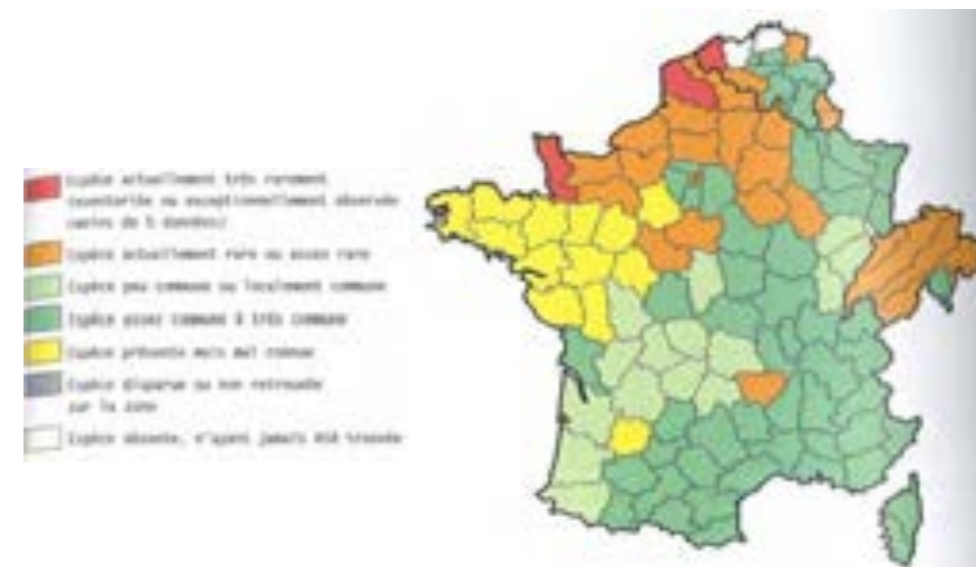 Espèce actuellement très rarement
inventoriée ou exceptionnellement observée
(moins de 5 données)
Espèce actuellement rare ou assez rare
Espèce peu commune ou localement commune
Espèce assez commune à très commune
Espèce présente mais mal connue
Espèce disparue ou non retrouvée
sur la zone
Espèce absente, n'ayant jamais été trouvée